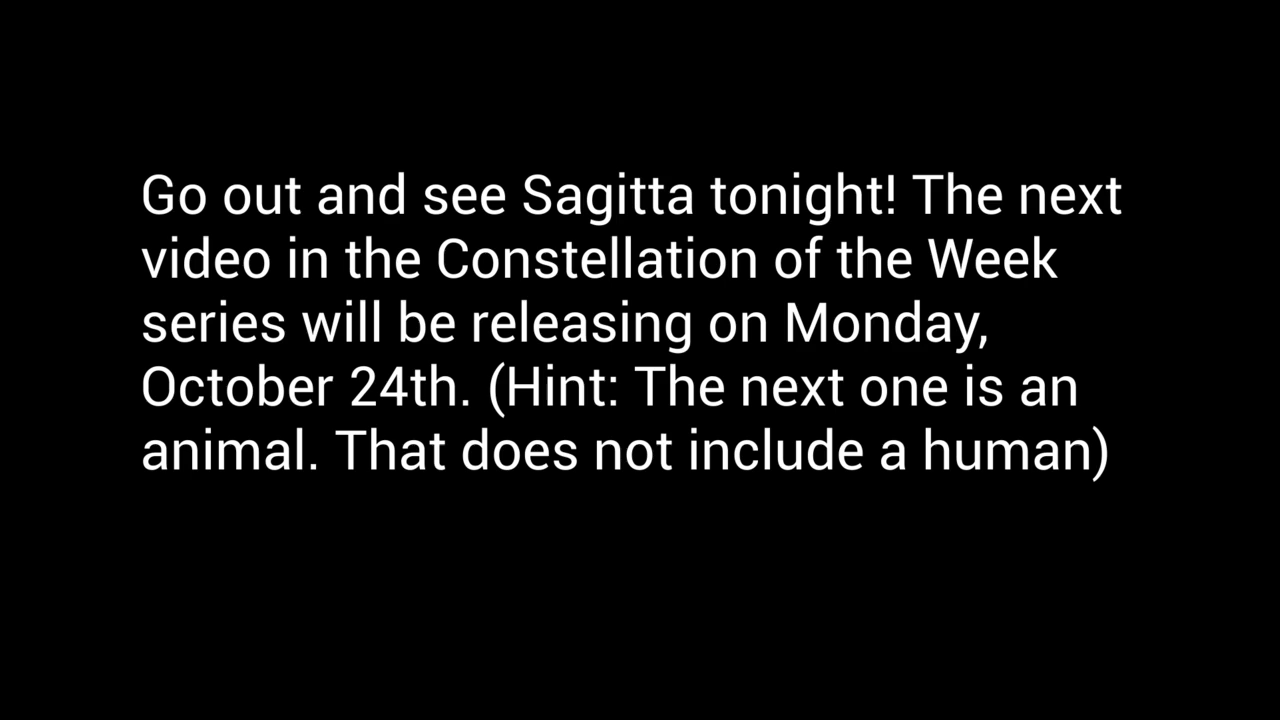 Go out and see Sagitta tonight! The next
video in the Constellation of the Week
series will be releasing on Monday,
October 24th. (Hint: The next one is an
animal. That does not include a human)